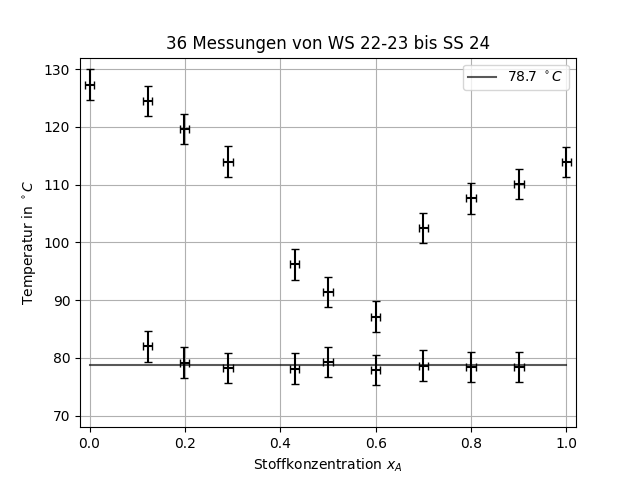 36 Messungen von WS 22-23 bis SS 24
78.7 °C
130
120
110
100
90
80
70
Temperatur in °C
0.0 0.2 0.4 0.6 0.8 1.0
Stoffkonzentration x_A